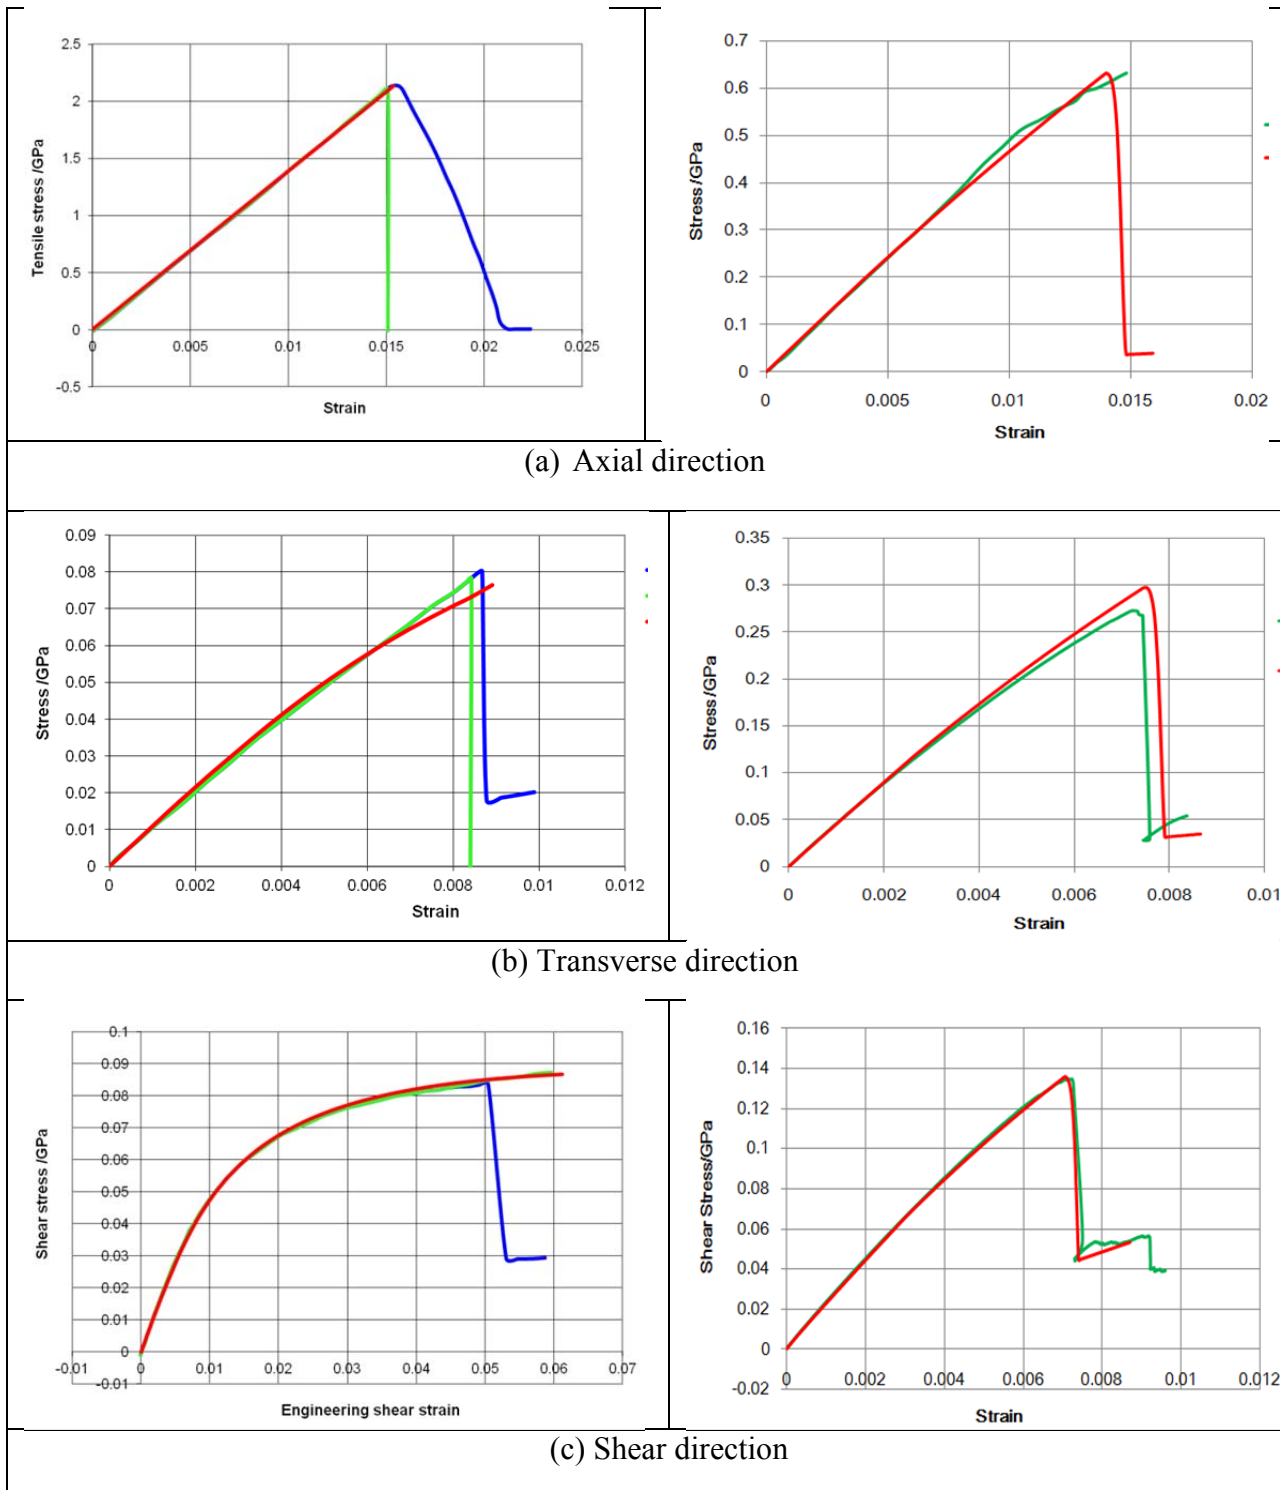 2.5
2
1.5
1
0.5
0
-0.5
Tensile stress /GPa
0 0.005 0.01 0.015 0.02 0.025
Strain
0.7
0.6
0.5
0.4
0.3
0.2
0.1
0
Stress /GPa
0 0.005 0.01 0.015 0.02
Strain
(a) Axial direction
0.09
0.08
0.07
0.06
0.05
0.04
0.03
0.02
0.01
0
Stress /GPa
0 0.002 0.004 0.006 0.008 0.01 0.012
Strain
0.35
0.3
0.25
0.2
0.15
0.1
0.05
0
Stress /GPa
0 0.002 0.004 0.006 0.008 0.01
Strain
(b) Transverse direction
0.1
0.09
0.08
0.07
0.06
0.05
0.04
0.03
0.02
0.01
0
-0.01
Shear stress /GPa
-0.01 0 0.01 0.02 0.03 0.04 0.05 0.06 0.07
Engineering shear strain
0.16
0.14
0.12
0.1
0.08
0.06
0.04
0.02
0
-0.02
Shear Stress/GPa
0 0.002 0.004 0.006 0.008 0.01 0.012
Strain
(c) Shear direction